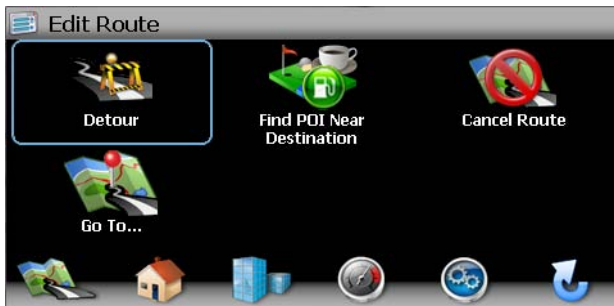 Edit Route
Detour
Find POI Near
Destination
Cancel Route
Go To...